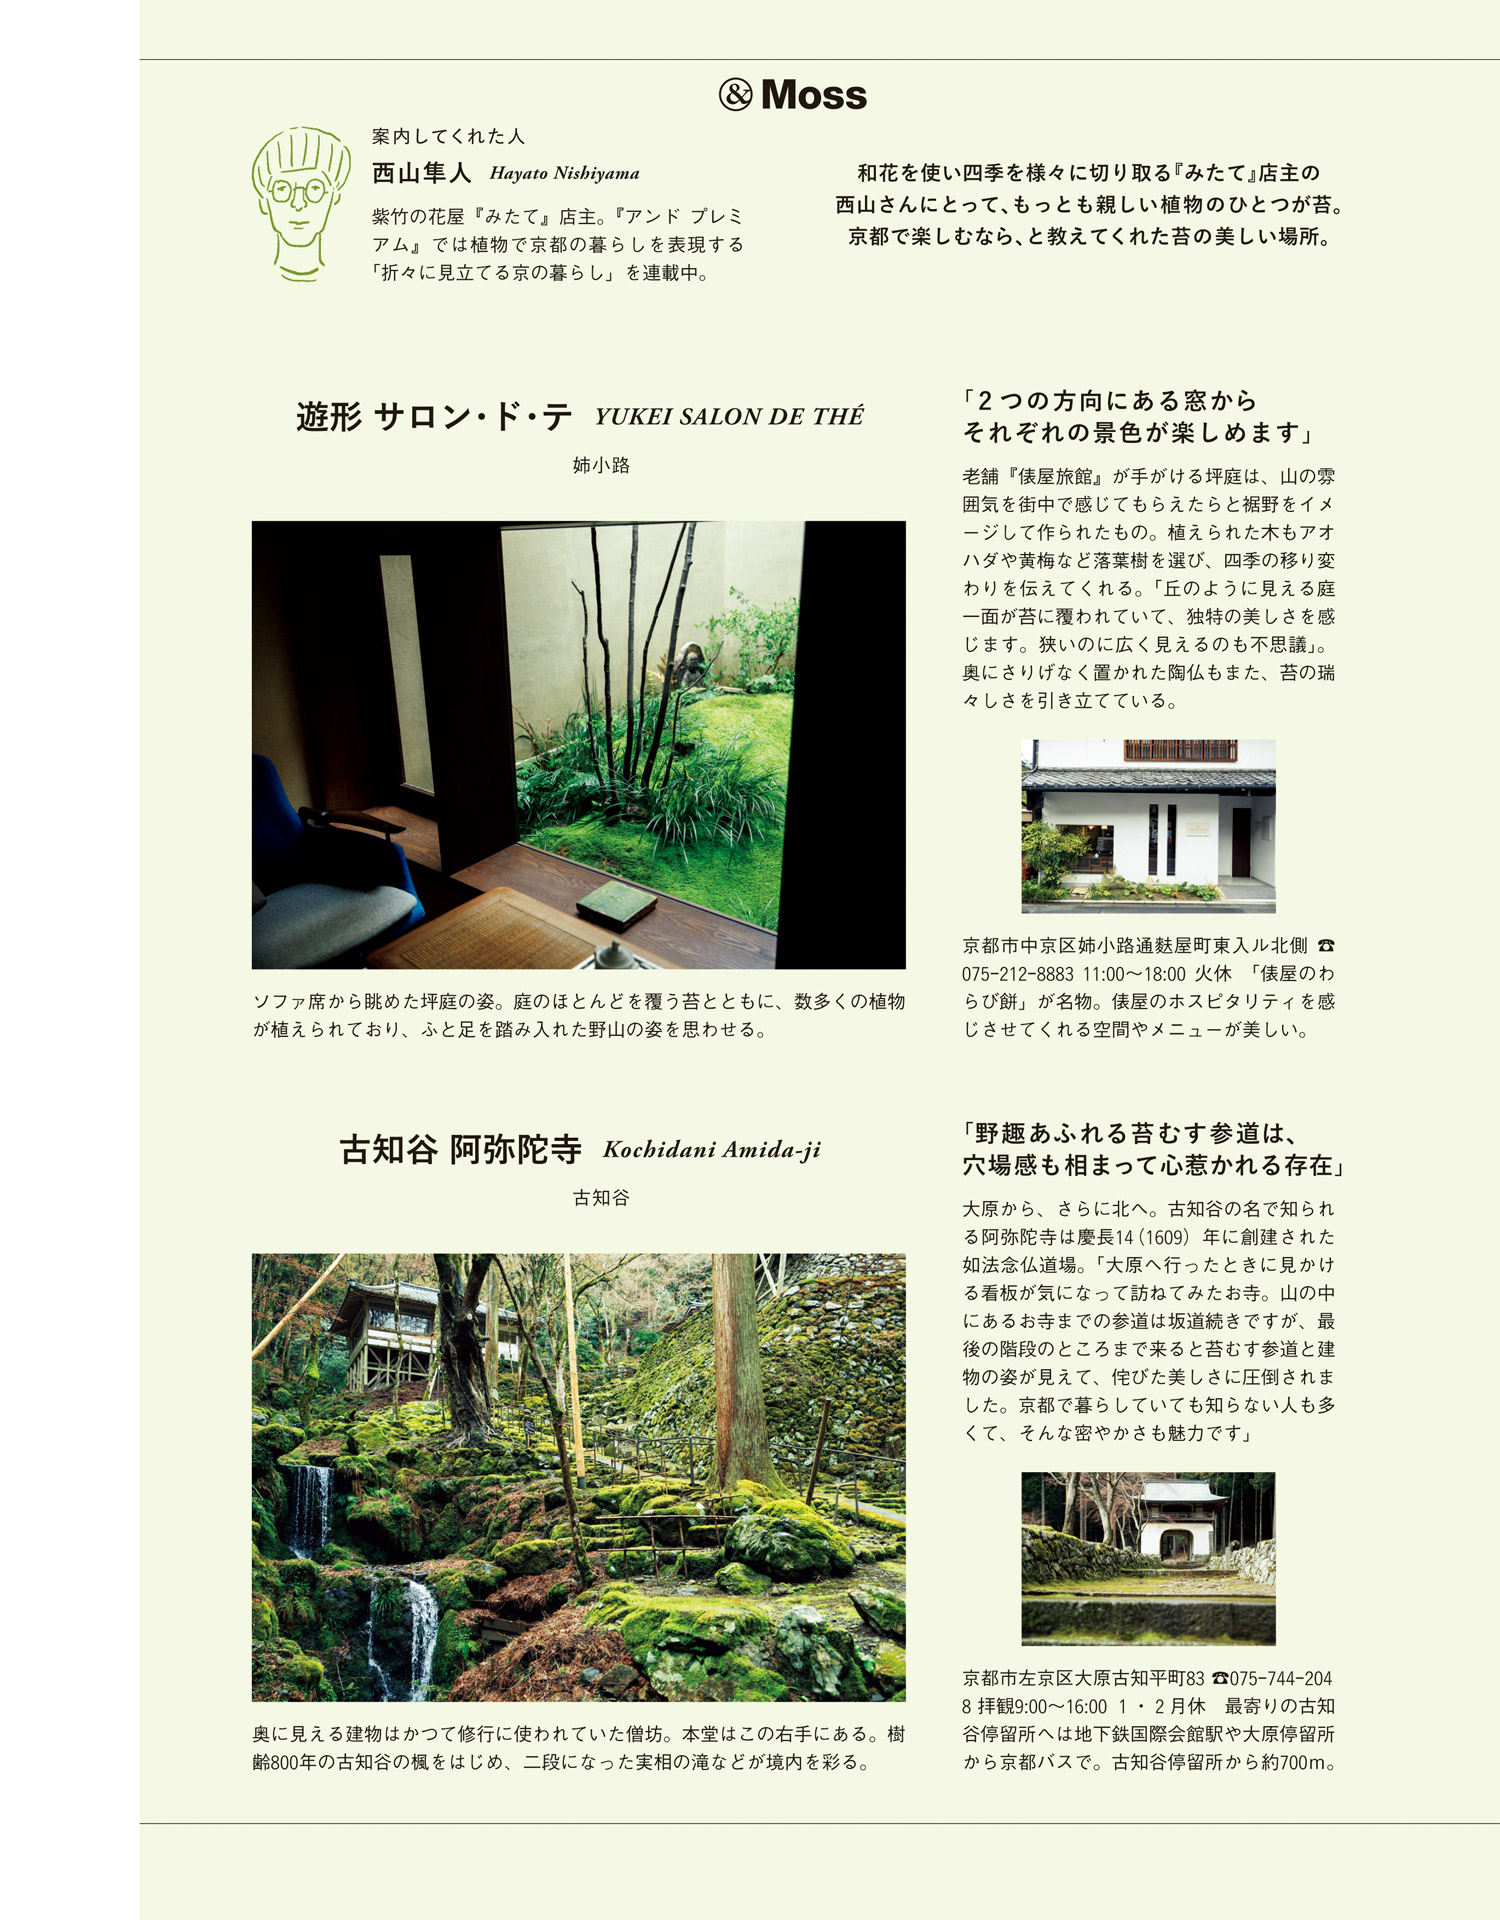 & Moss
案内してくれた人
西山隼人 Hayato Nishiyama
紫竹の花屋『みたて』店主。『アンド プレミ
アム』では植物で京都の暮らしを表現する
「折々に見立てる京の暮らし」を連載中。
和花を使い四季を様々に切り取る『みたて』店主の
西山さんにとって、もっとも親しい植物のひとつが苔。
京都で楽しむなら、と教えてくれた苔の美しい場所。
遊形 サロン・ド・テ YUKEI SALON DE THÉ
姉小路
ソファ席から眺めた坪庭の姿。庭のほとんどを覆う苔とともに、数多くの植物
が植えられており、ふと足を踏み入れた野山の姿を思わせる。
「２つの方向にある窓から
それぞれの景色が楽しめます」
老舗『俵屋旅館』が手がける坪庭は、山の雰
囲気を街中で感じてもらえたらと裾野をイメ
ージして作られたもの。植えられた木もアオ
ハダや黄梅など落葉樹を選び、四季の移り変
わりを伝えてくれる。「丘のように見える庭
一面が苔に覆われていて、独特の美しさを感
じます。狭いのに広く見えるのも不思議」。
奥にさりげなく置かれた陶仏もまた、苔の瑞
々しさを引き立てている。
京都市中京区姉小路通麩屋町東入ル北側 ☎
075-212-8883 11:00〜18:00 火休 「俵屋のわ
らび餅」が名物。俵屋のホスピタリティを感
じさせてくれる空間やメニューが美しい。
古知谷 阿弥陀寺 Kochidani Amida-ji
古知谷
奥に見える建物はかつて修行に使われていた僧坊。本堂はこの右手にある。樹
齢800年の古知谷の楓をはじめ、二段になった実相の滝などが境内を彩る。
「野趣あふれる苔むす参道は、
穴場感も相まって心惹かれる存在」
大原から、さらに北へ。古知谷の名で知られ
る阿弥陀寺は慶長14（1609）年に創建された
如法念仏道場。「大原へ行ったときに見かけ
る看板が気になって訪ねてみたお寺。山の中
にあるお寺までの参道は坂道続きですが、最
後の階段のところまで来ると苔むす参道と建
物の姿が見えて、侘びた美しさに圧倒されま
した。京都で暮らしていても知らない人も多
くて、そんな密やかさも魅力です」
京都市左京区大原古知平町83 ☎075-744-204
8 拝観9:00〜16:00 １・２月休 最寄りの古知
谷停留所へは地下鉄国際会館駅や大原停留所
から京都バスで。古知谷停留所から約700m。